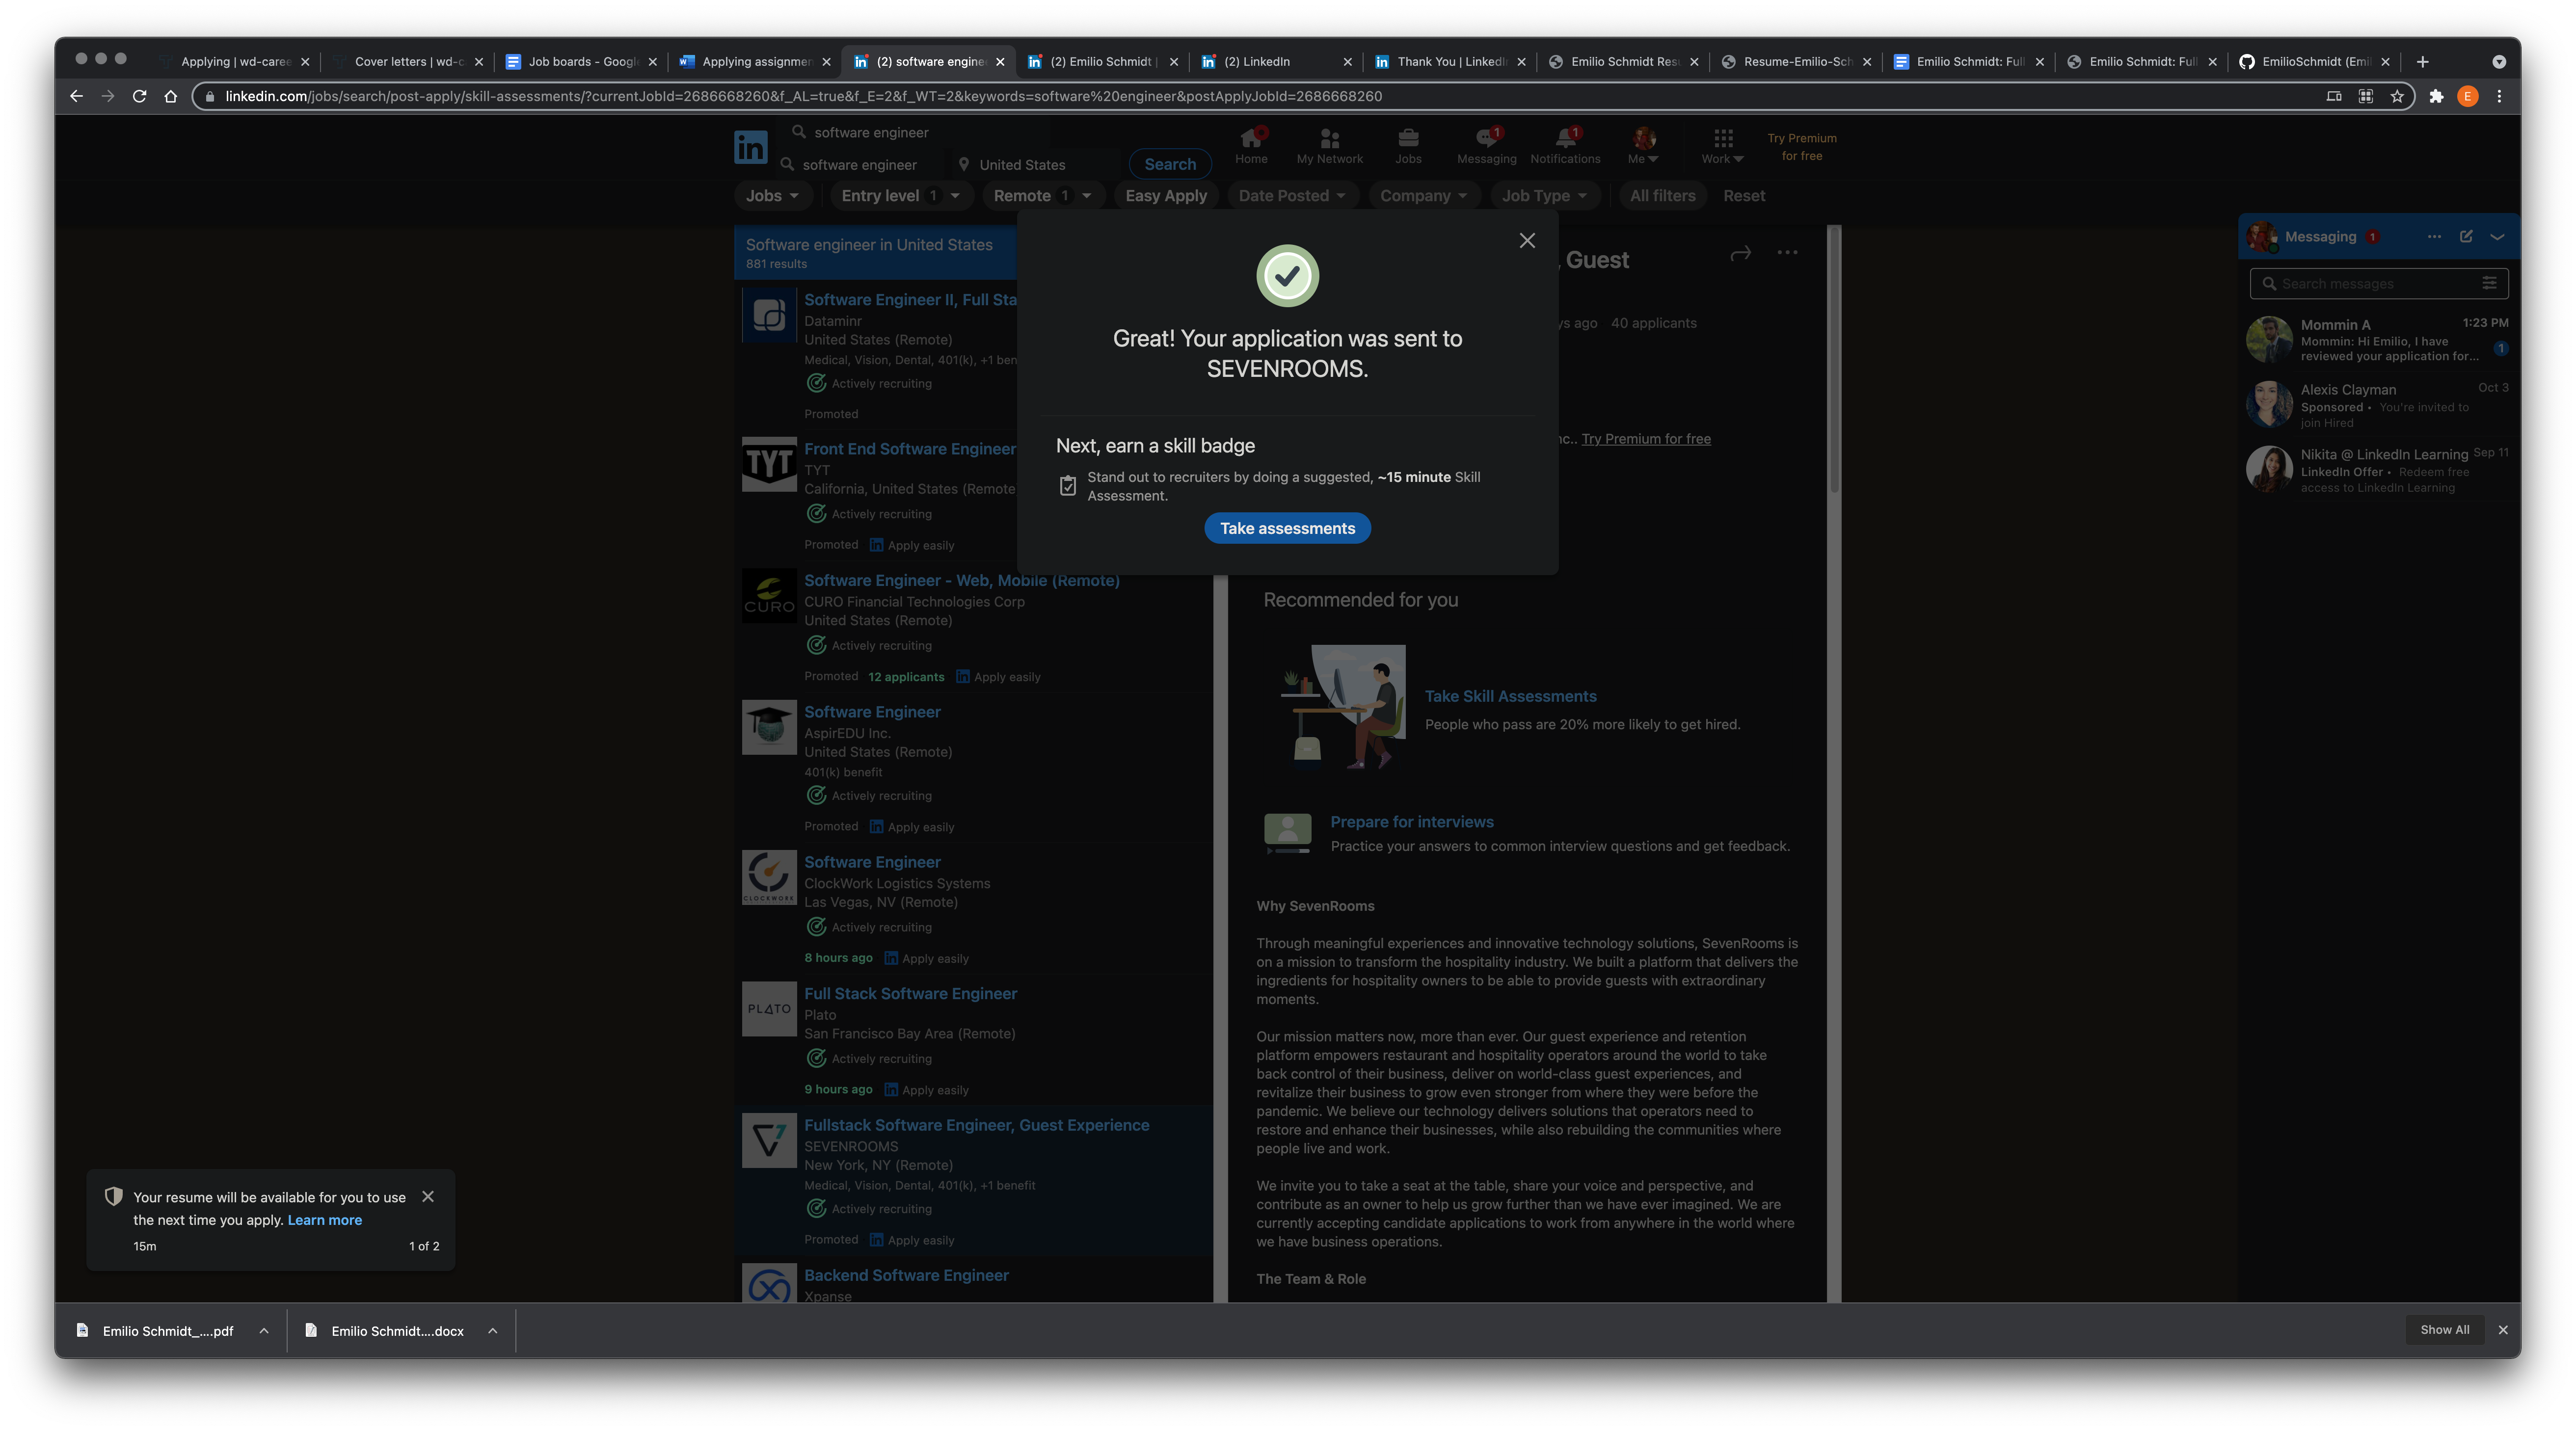 Applying | wd-caree
Cover letters | wd-c
Job boards - Googl
Applying assignmen
(2) software enginee
(2) Emilio Schmidt |
(2) LinkedIn
Thank You | LinkedIn
Emilio Schmidt Resu
Resume-Emilio-Sch
Emilio Schmidt: Full
Emilio Schmidt: Full
EmilioSchmidt (Emil
linkedin.com/jobs/search/post-apply/skill-assessments/?currentJobId=2686668260&f_AL=true&f_E=2&f_WT=2&keywords=software%20engineer&postApplyJobId=2686668260
E
in
software engineer
software engineer
United States
Search
Home
My Network
Jobs
1
Messaging
1
Notifications
Me
Work
Try Premium
for free
Jobs
Entry level 1
Remote 1
Easy Apply
Date Posted
Company
Job Type
All filters
Reset
Software engineer in United States
881 results
Software Engineer II, Full Sta
Dataminr
United States (Remote)
Medical, Vision, Dental, 401(k), +1 ben
Actively recruiting
Promoted
TYT
Front End Software Engineer
TYT
California, United States (Remote
Actively recruiting
Promoted in Apply easily
CURO
Software Engineer - Web, Mobile (Remote)
CURO Financial Technologies Corp
United States (Remote)
Actively recruiting
Promoted 12 applicants in Apply easily
Software Engineer
AspirEDU Inc.
United States (Remote)
401(k) benefit
Actively recruiting
Promoted in Apply easily
CLOCKWORK
Software Engineer
ClockWork Logistics Systems
Las Vegas, NV (Remote)
Actively recruiting
8 hours ago in Apply easily
PLATO
Full Stack Software Engineer
Plato
San Francisco Bay Area (Remote)
Actively recruiting
9 hours ago in Apply easily
Fullstack Software Engineer, Guest Experience
SEVENROOMS
New York, NY (Remote)
Medical, Vision, Dental, 401(k), +1 benefit
Actively recruiting
Promoted in Apply easily
Backend Software Engineer
Xpanse
Great! Your application was sent to
SEVENROOMS.
Next, earn a skill badge
Stand out to recruiters by doing a suggested, ~15 minute Skill
Assessment.
Take assessments
, Guest
ys ago 40 applicants
nc.. Try Premium for free
Recommended for you
Take Skill Assessments
People who pass are 20% more likely to get hired.
Prepare for interviews
Practice your answers to common interview questions and get feedback.
Why SevenRooms
Through meaningful experiences and innovative technology solutions, SevenRooms is
on a mission to transform the hospitality industry. We built a platform that delivers the
ingredients for hospitality owners to be able to provide guests with extraordinary
moments.
Our mission matters now, more than ever. Our guest experience and retention
platform empowers restaurant and hospitality operators around the world to take
back control of their business, deliver on world-class guest experiences, and
revitalize their business to grow even stronger from where they were before the
pandemic. We believe our technology delivers solutions that operators need to
restore and enhance their businesses, while also rebuilding the communities where
people live and work.
We invite you to take a seat at the table, share your voice and perspective, and
contribute as an owner to help us grow further than we have ever imagined. We are
currently accepting candidate applications to work from anywhere in the world where
we have business operations.
The Team & Role
Messaging 1
Search messages
Mommin A 1:23 PM
Mommin: Hi Emilio, I have
reviewed your application for... 1
Alexis Clayman Oct 3
Sponsored • You're invited to
join Hired
Nikita @ LinkedIn Learning Sep 11
LinkedIn Offer • Redeem free
access to LinkedIn Learning
Your resume will be available for you to use
the next time you apply. Learn more
15m 1 of 2
Emilio Schmidt_....pdf
Emilio Schmidt....docx
Show All